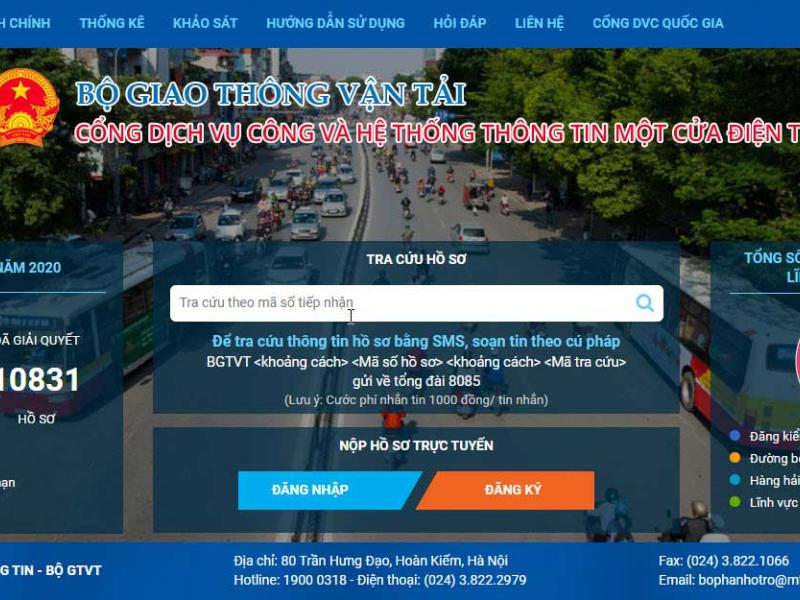 H CHÍNH THỐNG KÊ KHẢO SÁT HƯỚNG DẪN SỬ DỤNG HỎI ĐÁP LIÊN HỆ CỔNG DVC QUỐC GIA
BỘ GIAO THÔNG VẬN TẢI
CỔNG DỊCH VỤ CÔNG VÀ HỆ THỐNG THÔNG TIN MỘT CỬA ĐIỆN T
NĂM 2020
Ã GIẢI QUYẾT
10831
HỒ SƠ
ạn
TRA CỨU HỒ SƠ
Tra cứu theo mã số tiếp nhận
Để tra cứu thông tin hồ sơ bằng SMS, soạn tin theo cú pháp
BGTVT <khoảng cách> <Mã số hồ sơ> <khoảng cách> <Mã tra cứu>
gửi về tổng đài 8085
(Lưu ý: Cước phí nhắn tin 1000 đồng/ tin nhắn)
NỘP HỒ SƠ TRỰC TUYẾN
ĐĂNG NHẬP ĐĂNG KÝ
TỔNG SỐ
LĨ
Đăng kiể
Đường b
Hàng hải
Lĩnh vực
G TIN - BỘ GTVT
Địa chỉ: 80 Trần Hưng Đạo, Hoàn Kiếm, Hà Nội
Hotline: 1900 0318 - Điện thoại: (024) 3.822.2979
Fax: (024) 3.822.1066
Email: bophanhotro@m